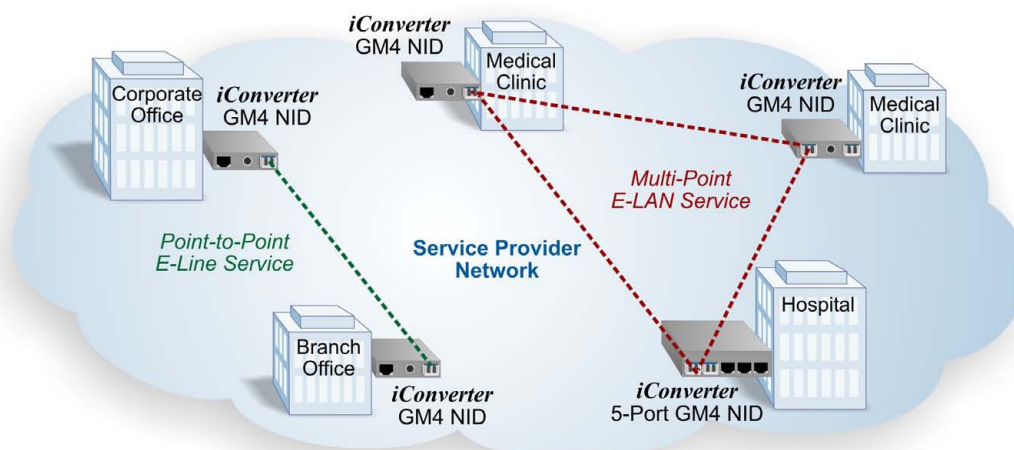 iConverter
GM4 NID
Medical
Clinic
Corporate
Office
iConverter
GM4 NID
iConverter
GM4 NID
Medical
Clinic
Multi-Point
E-LAN Service
Point-to-Point
E-Line Service
Service Provider
Network
Hospital
Branch
Office
iConverter
GM4 NID
iConverter
5-Port GM4 NID